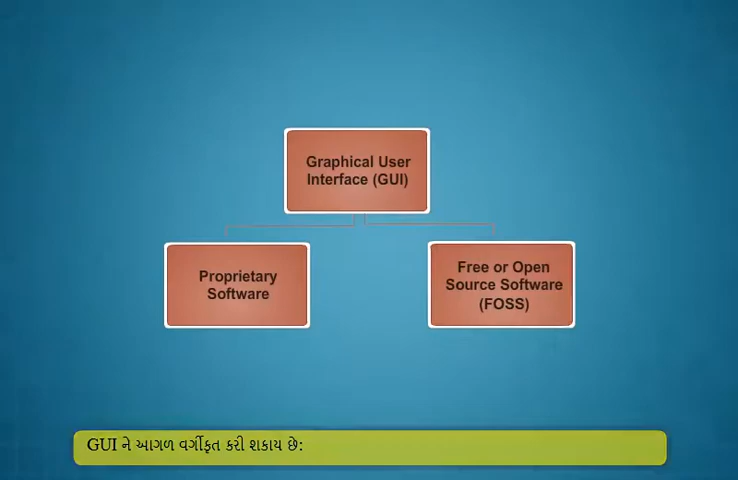 Graphical User
Interface (GUI)
Proprietary
Software
Free or Open
Source Software
(FOSS)
GUI ને આગળ વર્ગીકૃત કરી શકાય છે: